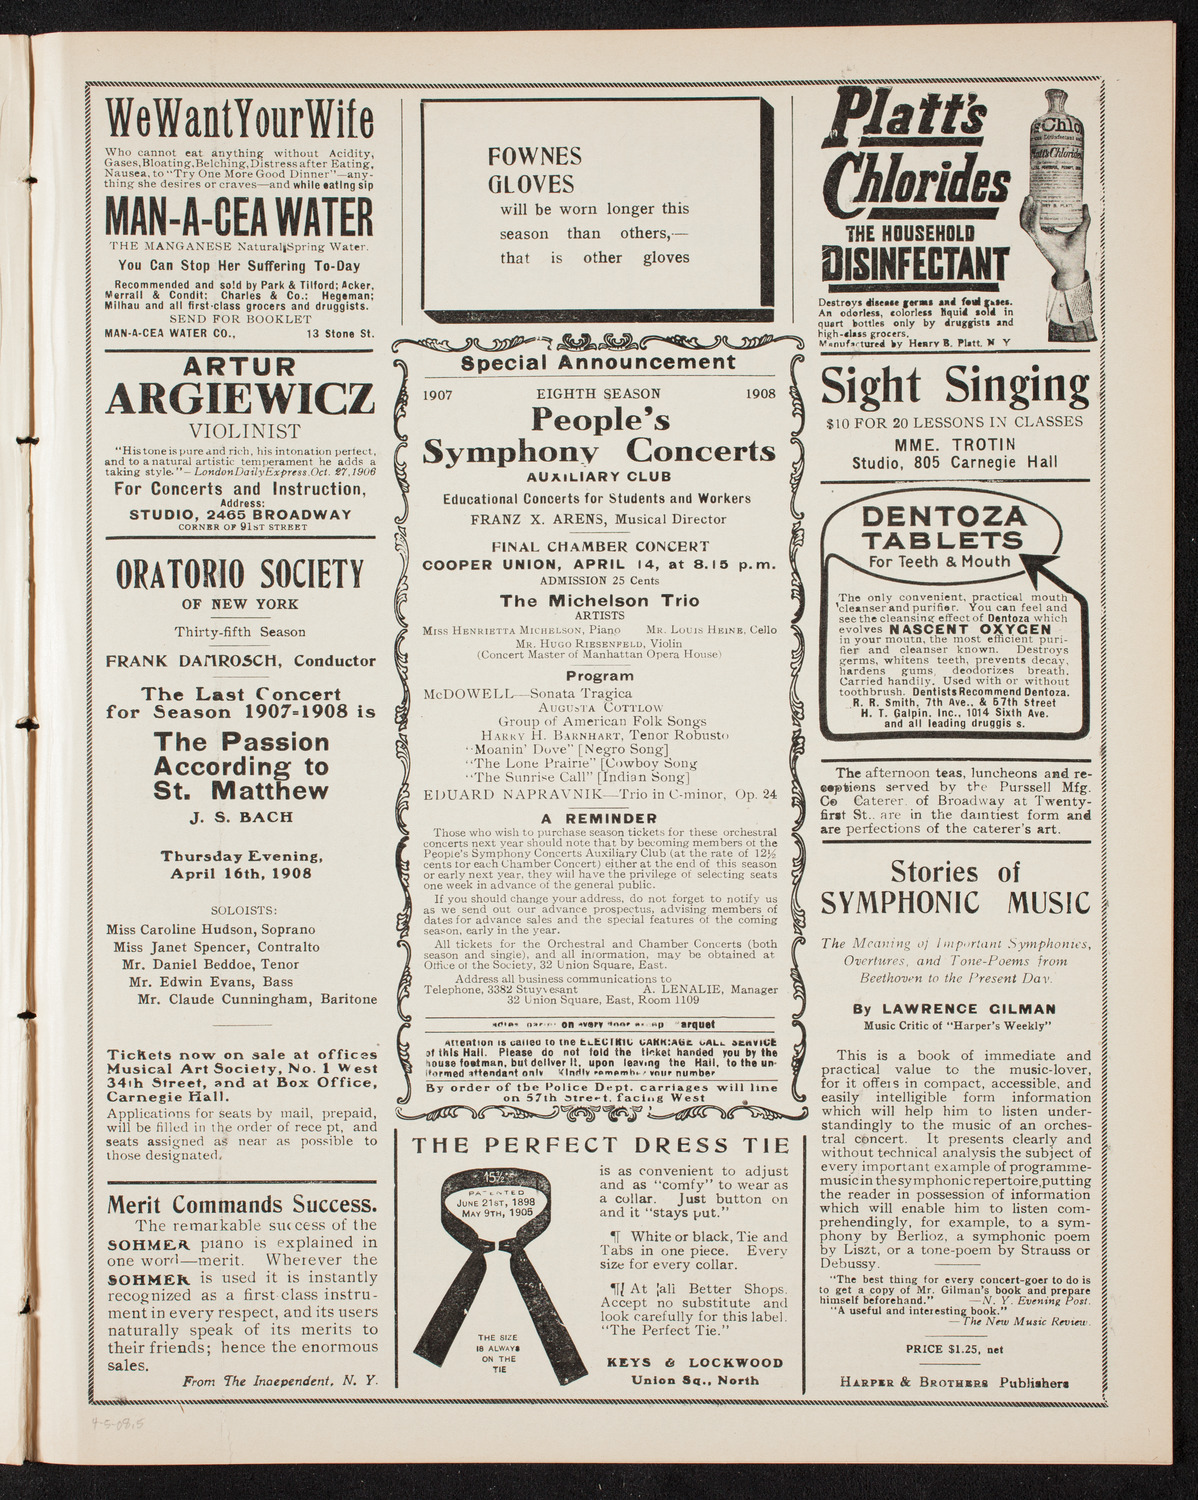 We Want Your Wife
Who cannot eat anything without Acidity,
Gases, Bloating, Belching, Distress after Eating,
Nausea, to "Try One More Good Dinner"—any-
thing she desires or craves—and while eating sip
MAN-A-CEA WATER
THE MANGANESE Natural Spring Water.
You Can Stop Her Suffering To-Day
Recommended and sold by Park & Tilford; Acker,
Merrall & Condit; Charles & Co.; Hegeman;
Milhau and all first-class grocers and druggists.
SEND FOR BOOKLET
MAN-A-CEA WATER CO., 13 Stone St.
ARTUR
ARGIEWICZ
VIOLINIST
"His tone is pure and rich, his intonation perfect,
and to a natural artistic temperament he adds a
taking style."—London Daily Express, Oct. 27, 1906
For Concerts and Instruction,
Address:
STUDIO, 2465 BROADWAY
CORNER OF 91ST STREET
ORATORIO SOCIETY
OF NEW YORK
Thirty-fifth Season
FRANK DAMROSCH, Conductor
The Last Concert
for Season 1907=1908 is
The Passion
According to
St. Matthew
J. S. BACH
Thursday Evening,
April 16th, 1908
SOLOISTS:
Miss Caroline Hudson, Soprano
Miss Janet Spencer, Contralto
Mr. Daniel Beddoe, Tenor
Mr. Edwin Evans, Bass
Mr. Claude Cunningham, Baritone
Tickets now on sale at offices
Musical Art Society, No. 1 West
34th Street, and at Box Office,
Carnegie Hall.
Applications for seats by mail, prepaid,
will be filled in the order of rece pt, and
seats assigned as near as possible to
those designated.
Merit Commands Success.
The remarkable success of the
SOHMER piano is explained in
one word—merit. Wherever the
SOHMER is used it is instantly
recognized as a first-class instru-
ment in every respect, and its users
naturally speak of its merits to
their friends; hence the enormous
sales.
From The Independent, N. Y.
FOWNES
GLOVES
will be worn longer this
season than others,—
that is other gloves
Special Announcement
1907 EIGHTH SEASON 1908
People's
Symphony Concerts
AUXILIARY CLUB
Educational Concerts for Students and Workers
FRANZ X. ARENS, Musical Director
FINAL CHAMBER CONCERT
COOPER UNION, APRIL 14, at 8.15 p.m.
ADMISSION 25 Cents
The Michelson Trio
ARTISTS
Miss Henrietta Michelson, Piano Mr. Louis Heine, Cello
Mr. Hugo Riesenfeld, Violin
(Concert Master of Manhattan Opera House)
Program
McDOWELL—Sonata Tragica
Augusta Cottlow
Group of American Folk Songs
Harry H. Barnhart, Tenor Robusto
"Moanin' Dove" [Negro Song]
"The Lone Prairie" [Cowboy Song
"The Sunrise Call" [Indian Song]
EDUARD NAPRAVNIK—Trio in C-minor, Op. 24
A REMINDER
Those who wish to purchase season tickets for these orchestral
concerts next year should note that by becoming members of the
People's Symphony Concerts Auxiliary Club (at the rate of 12½
cents for each Chamber Concert) either at the end of this season
or early next year, they will have the privilege of selecting seats
one week in advance of the general public.
If you should change your address, do not forget to notify us
as we send out our advance prospectus, advising members of
dates for advance sales and the special features of the coming
season, early in the year.
All tickets for the Orchestral and Chamber Concerts (both
season and single), and all information, may be obtained at
Office of the Society, 32 Union Square, East.
Address all business communications to
Telephone, 3382 Stuyvesant A. LENALIE, Manager
32 Union Square, East, Room 1109
on every
Attention is called to the ELECTRIC CARRIAGE CALL SERVICE
of this Hall. Please do not fold the ticket handed you by the
house footman, but deliver it, upon leaving the Hall, to the un-
iformed attendant only Kindly remember your number
By order of the Police Dept. carriages will line
on 57th Street, facing West
THE PERFECT DRESS TIE
15½
PATENTED
JUNE 21ST, 1898
MAY 9TH, 1905
THE SIZE
IS ALWAYS
ON THE
TIE
is as convenient to adjust
and as "comfy" to wear as
a collar. Just button on
and it "stays put."
¶ White or black, Tie and
Tabs in one piece. Every
size for every collar.
¶ At all Better Shops.
Accept no substitute and
look carefully for this label.
"The Perfect Tie."
KEYS & LOCKWOOD
Union Sq., North
Platt's
Chlorides
THE HOUSEHOLD
DISINFECTANT
Destroys disease germs and foul gases.
An odorless, colorless liquid sold in
quart bottles only by druggists and
high-class grocers.
Manufactured by Henry B. Platt, N Y
Sight Singing
$10 FOR 20 LESSONS IN CLASSES
MME. TROTIN
Studio, 805 Carnegie Hall
DENTOZA
TABLETS
For Teeth & Mouth
The only convenient, practical mouth
cleanser and purifier. You can feel and
see the cleansing effect of Dentoza which
evolves NASCENT OXYGEN
in your mouth, the most efficient puri-
fier and cleanser known. Destroys
germs, whitens teeth, prevents decay,
hardens gums, deodorizes breath.
Carried handily. Used with or without
toothbrush. Dentists Recommend Dentoza.
R. R. Smith, 7th Ave., & 57th Street
H. T. Galpin, Inc., 1014 Sixth Ave.
and all leading druggis s.
The afternoon teas, luncheons and re-
ceptions served by the Purssell Mfg.
Co Caterer, of Broadway at Twenty-
first St., are in the daintiest form and
are perfections of the caterer's art.
Stories of
SYMPHONIC MUSIC
The Meaning of Important Symphonies,
Overtures, and Tone-Poems from
Beethoven to the Present Day.
By LAWRENCE GILMAN
Music Critic of "Harper's Weekly"
This is a book of immediate and
practical value to the music-lover,
for it offers in compact, accessible, and
easily intelligible form information
which will help him to listen under-
standingly to the music of an orches-
tral concert. It presents clearly and
without technical analysis the subject of
every important example of programme-
music in the symphonic repertoire, putting
the reader in possession of information
which will enable him to listen com-
prehendingly, for example, to a sym-
phony by Berlioz, a symphonic poem
by Liszt, or a tone-poem by Strauss or
Debussy.
"The best thing for every concert-goer to do is
to get a copy of Mr. Gilman's book and prepare
himself beforehand." —N. Y. Evening Post.
"A useful and interesting book."
—The New Music Review.
PRICE $1.25, net
HARPER & BROTHERS Publishers
4-5-08.5